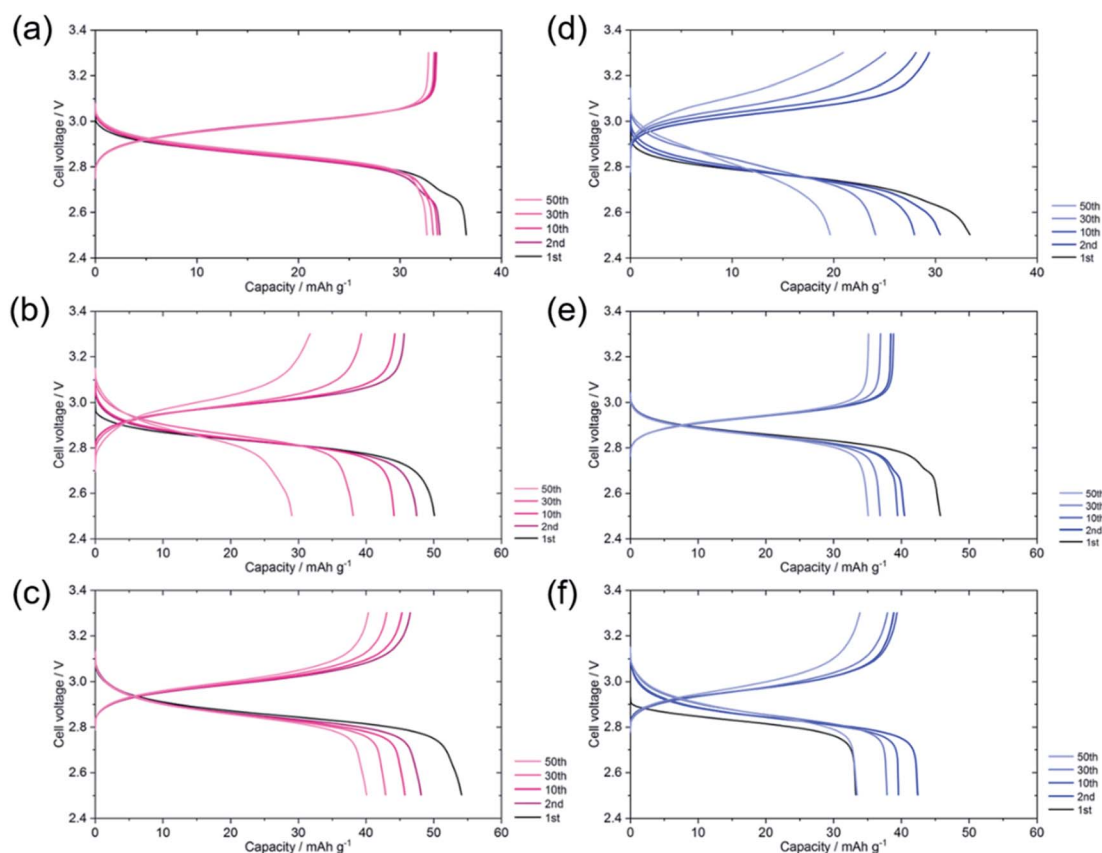 (a)
3.4
3.2
3.0
2.8
2.6
2.4
Cell voltage / V
0 10 20 30 40
Capacity / mAh g⁻¹
50th
30th
10th
2nd
1st
(d)
3.4
3.2
3.0
2.8
2.6
2.4
Cell voltage / V
0 10 20 30 40
Capacity / mAh g⁻¹
50th
30th
10th
2nd
1st
(b)
3.4
3.2
3.0
2.8
2.6
2.4
Cell voltage / V
0 10 20 30 40 50 60
Capacity / mAh g⁻¹
50th
30th
10th
2nd
1st
(e)
3.4
3.2
3.0
2.8
2.6
2.4
Cell voltage / V
0 10 20 30 40 50 60
Capacity / mAh g⁻¹
50th
30th
10th
2nd
1st
(c)
3.4
3.2
3.0
2.8
2.6
2.4
Cell voltage / V
0 10 20 30 40 50 60
Capacity / mAh g⁻¹
50th
30th
10th
2nd
1st
(f)
3.4
3.2
3.0
2.8
2.6
2.4
Cell voltage / V
0 10 20 30 40 50 60
Capacity / mAh g⁻¹
50th
30th
10th
2nd
1st